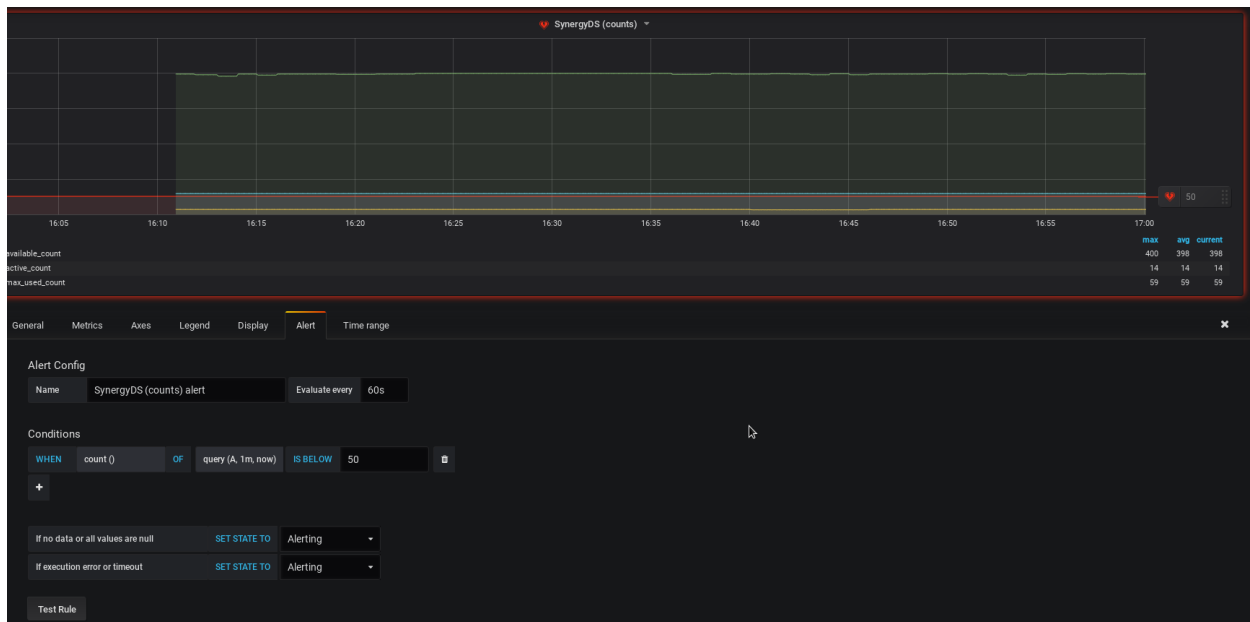 SynergyDS (counts)
50
16:05 16:10 16:15 16:20 16:25 16:30 16:35 16:40 16:45 16:50 16:55 17:00
max avg current
available_count 400 398 398
active_count 14 14 14
max_used_count 59 59 59
General Metrics Axes Legend Display Alert Time range
Alert Config
Name SynergyDS (counts) alert Evaluate every 60s
Conditions
WHEN count () OF query (A, 1m, now) IS BELOW 50
If no data or all values are null SET STATE TO Alerting
If execution error or timeout SET STATE TO Alerting
Test Rule